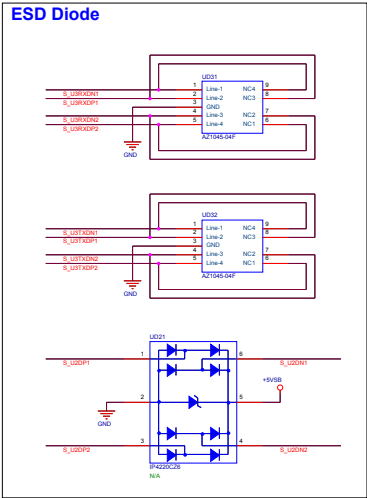 ESD Diode
UD31
S_U3RXDN1 1 Line-1 NC4 9
S_U3RXDP1 2 Line-2 NC3 8
3 GND
S_U3RXDN2 4 Line-3 NC2 7
S_U3RXDP2 5 Line-4 NC1 6
AZ1045-04F
GND
UD32
S_U3TXDN1 1 Line-1 NC4 9
S_U3TXDP1 2 Line-2 NC3 8
3 GND
S_U3TXDN2 4 Line-3 NC2 7
S_U3TXDP2 5 Line-4 NC1 6
AZ1045-04F
GND
UD21
S_U2DP1 1 6 S_U2DN1
+5VSB
2 5
GND
S_U2DP2 3 4 S_U2DN2
IP4220CZ6
N/A